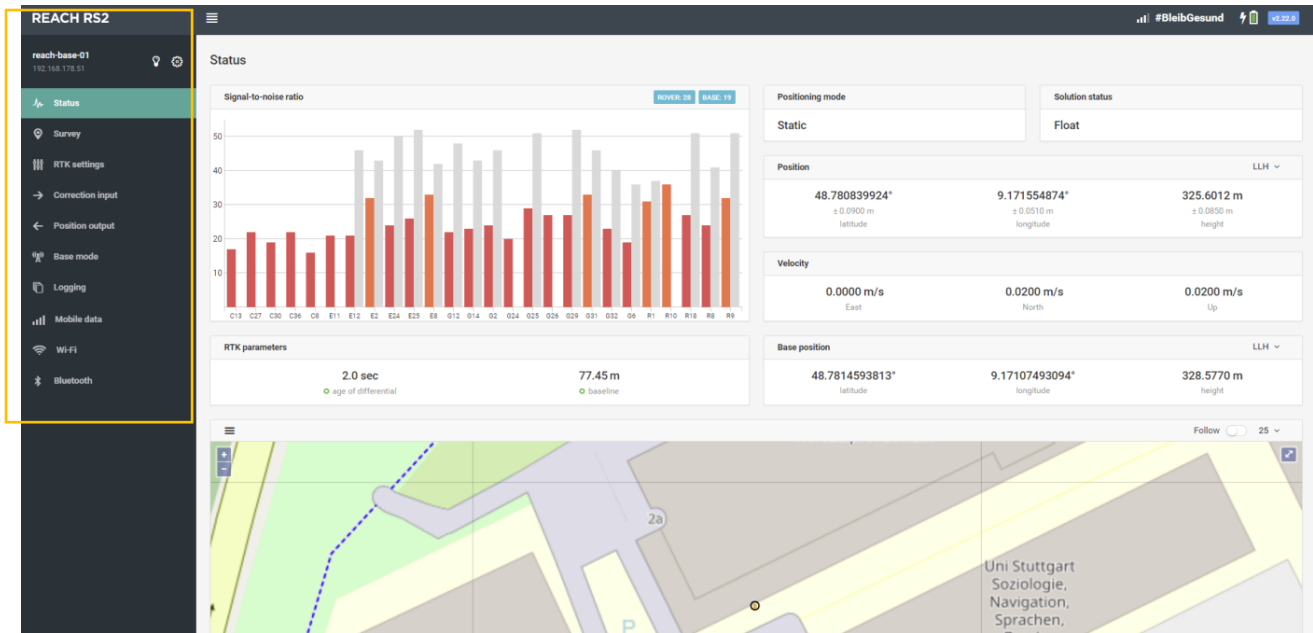 REACH RS2
#BleibGesund
v2.22.0
reach-base-01
192.168.178.51
Status
Survey
RTK settings
Correction input
Position output
Base mode
Logging
Mobile data
Wi-Fi
Bluetooth
Status
Signal-to-noise ratio
ROVER: 28 BASE: 19
50
40
30
20
10
C13 C27 C30 C36 C8 E11 E12 E2 E24 E25 E8 G12 G14 G2 G24 G25 G26 G29 G31 G32 G6 R1 R10 R18 R8 R9
Positioning mode
Static
Solution status
Float
Position LLH
48.780839924° 9.171554874° 325.6012 m
± 0.0900 m ± 0.0510 m ± 0.0850 m
latitude longitude height
Velocity
0.0000 m/s 0.0200 m/s 0.0200 m/s
East North Up
RTK parameters
2.0 sec 77.45 m
age of differential baseline
Base position LLH
48.7814593813° 9.17107493094° 328.5770 m
latitude longitude height
Follow 25
+
−
2a
P
Uni Stuttgart
Soziologie,
Navigation,
Sprachen,